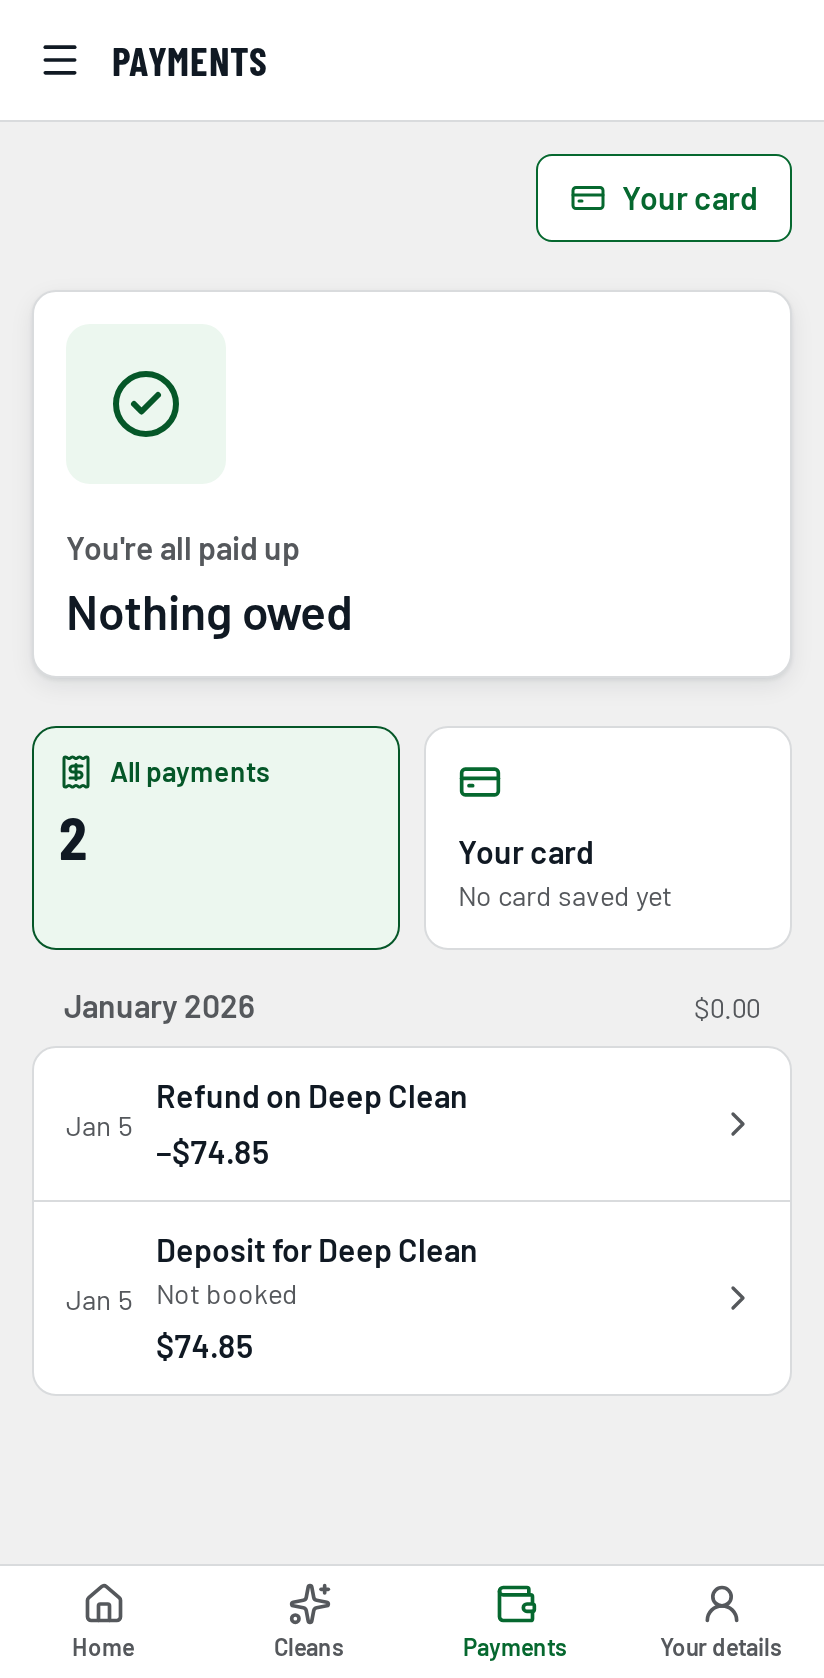 PAYMENTS
Your card
You're all paid up
Nothing owed
All payments
2
Your card
No card saved yet
January 2026
$0.00
Jan 5
Refund on Deep Clean
–$74.85
Jan 5
Deposit for Deep Clean
Not booked
$74.85
Home
Cleans
Payments
Your details